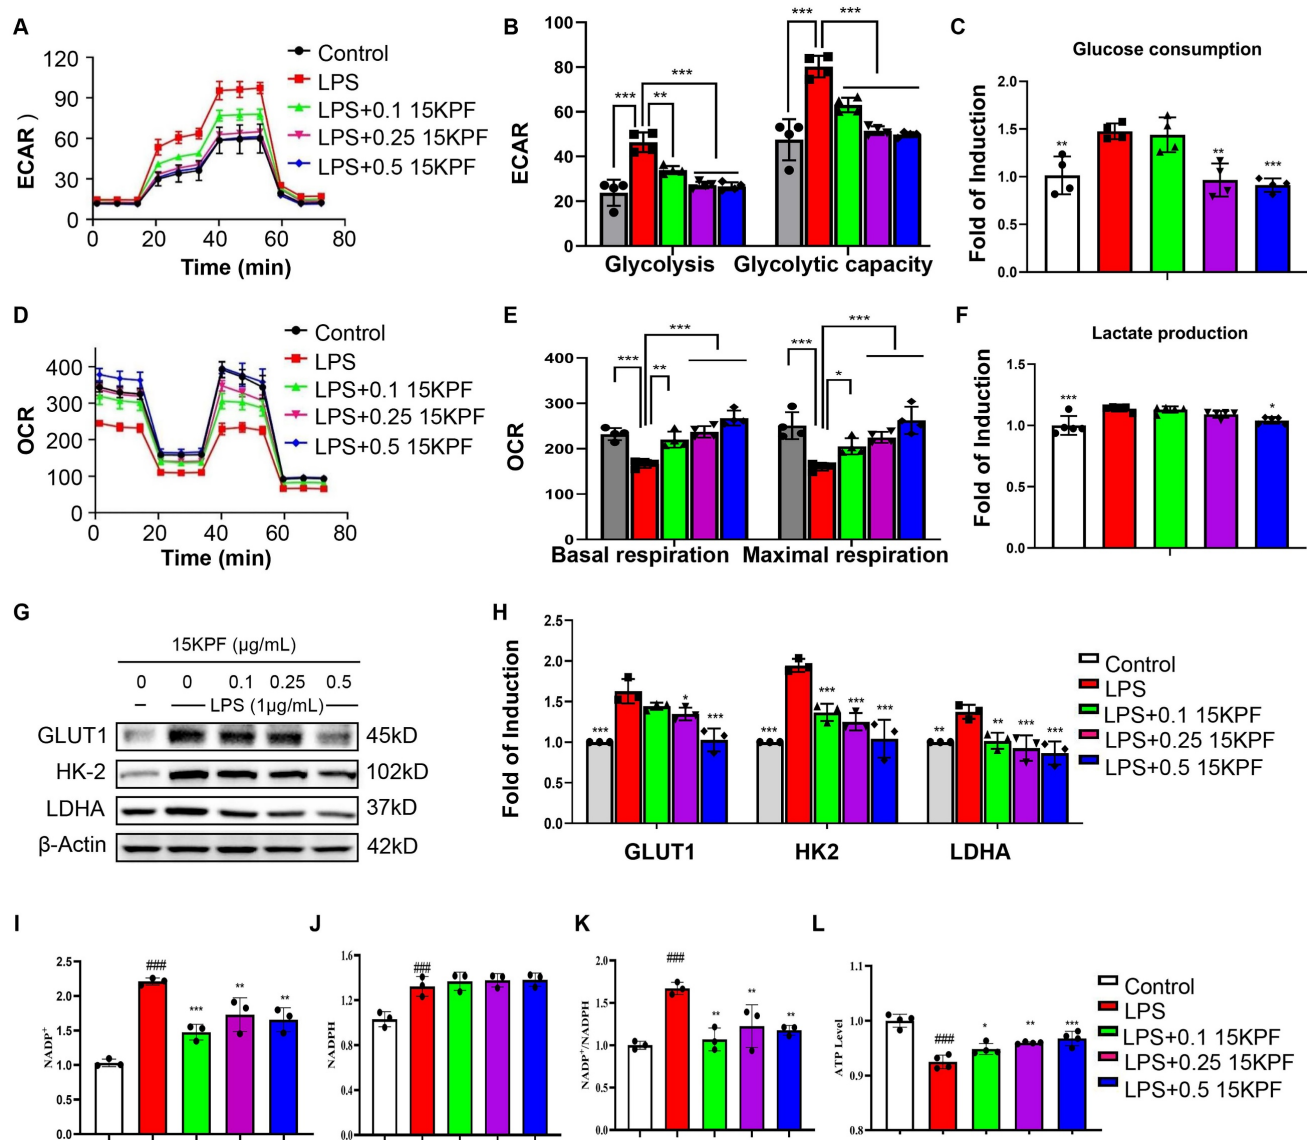 A
ECAR )
120
90
60
30
0
0 20 40 60 80
Time (min)
Control
LPS
LPS+0.1 15KPF
LPS+0.25 15KPF
LPS+0.5 15KPF
B
ECAR
100
80
60
40
20
0
*** ** *** *** ***
Glycolysis Glycolytic capacity
C
Glucose consumption
Fold of Induction
2.0
1.5
1.0
0.5
0.0
** ** ***
D
OCR
400
300
200
100
0
0 20 40 60 80
Time (min)
Control
LPS
LPS+0.1 15KPF
LPS+0.25 15KPF
LPS+0.5 15KPF
E
OCR
400
300
200
100
0
*** ** *** *** * ***
Basal respiration Maximal respiration
F
Lactate production
Fold of Induction
1.5
1.0
0.5
0.0
*** *
G
15KPF (μg/mL)
0 0 0.1 0.25 0.5
– LPS (1μg/mL)
GLUT1 45kD
HK-2 102kD
LDHA 37kD
β-Actin 42kD
H
Fold of Induction
2.5
2.0
1.5
1.0
0.5
0.0
*** * *** *** *** *** *** ** ** *** ***
GLUT1 HK2 LDHA
Control
LPS
LPS+0.1 15KPF
LPS+0.25 15KPF
LPS+0.5 15KPF
I
NADP+
2.5
2.0
1.5
1.0
0.5
0.0
### *** ** **
J
NADPH
1.6
1.2
0.8
0.4
0.0
###
K
NADP+/NADPH
2.0
1.5
1.0
0.5
0.0
### ** ** **
L
ATP Level
1.1
1.0
0.9
0.8
### * ** ***
Control
LPS
LPS+0.1 15KPF
LPS+0.25 15KPF
LPS+0.5 15KPF